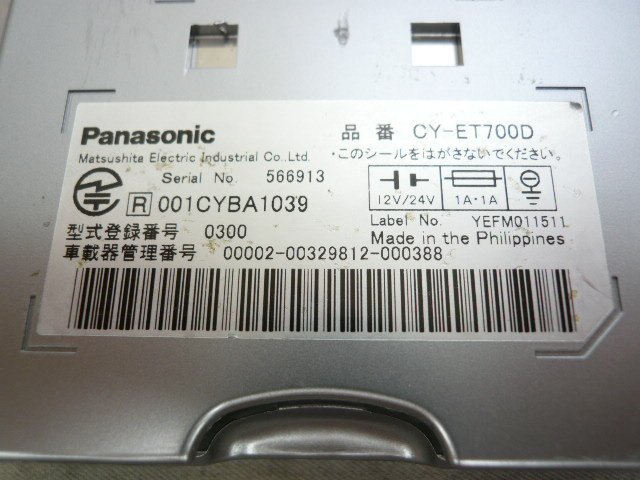 Panasonic
品 番 CY-ET700D
Matsushita Electric Industrial Co.,Ltd.
・このシールをはがさないでください。
Serial No. 566913
R 001CYBA1039
12V/24V 1A・1A
Label No. YEFM011511
型式登録番号 0300
Made in the Philippines
車載器管理番号 00002-00329812-000388